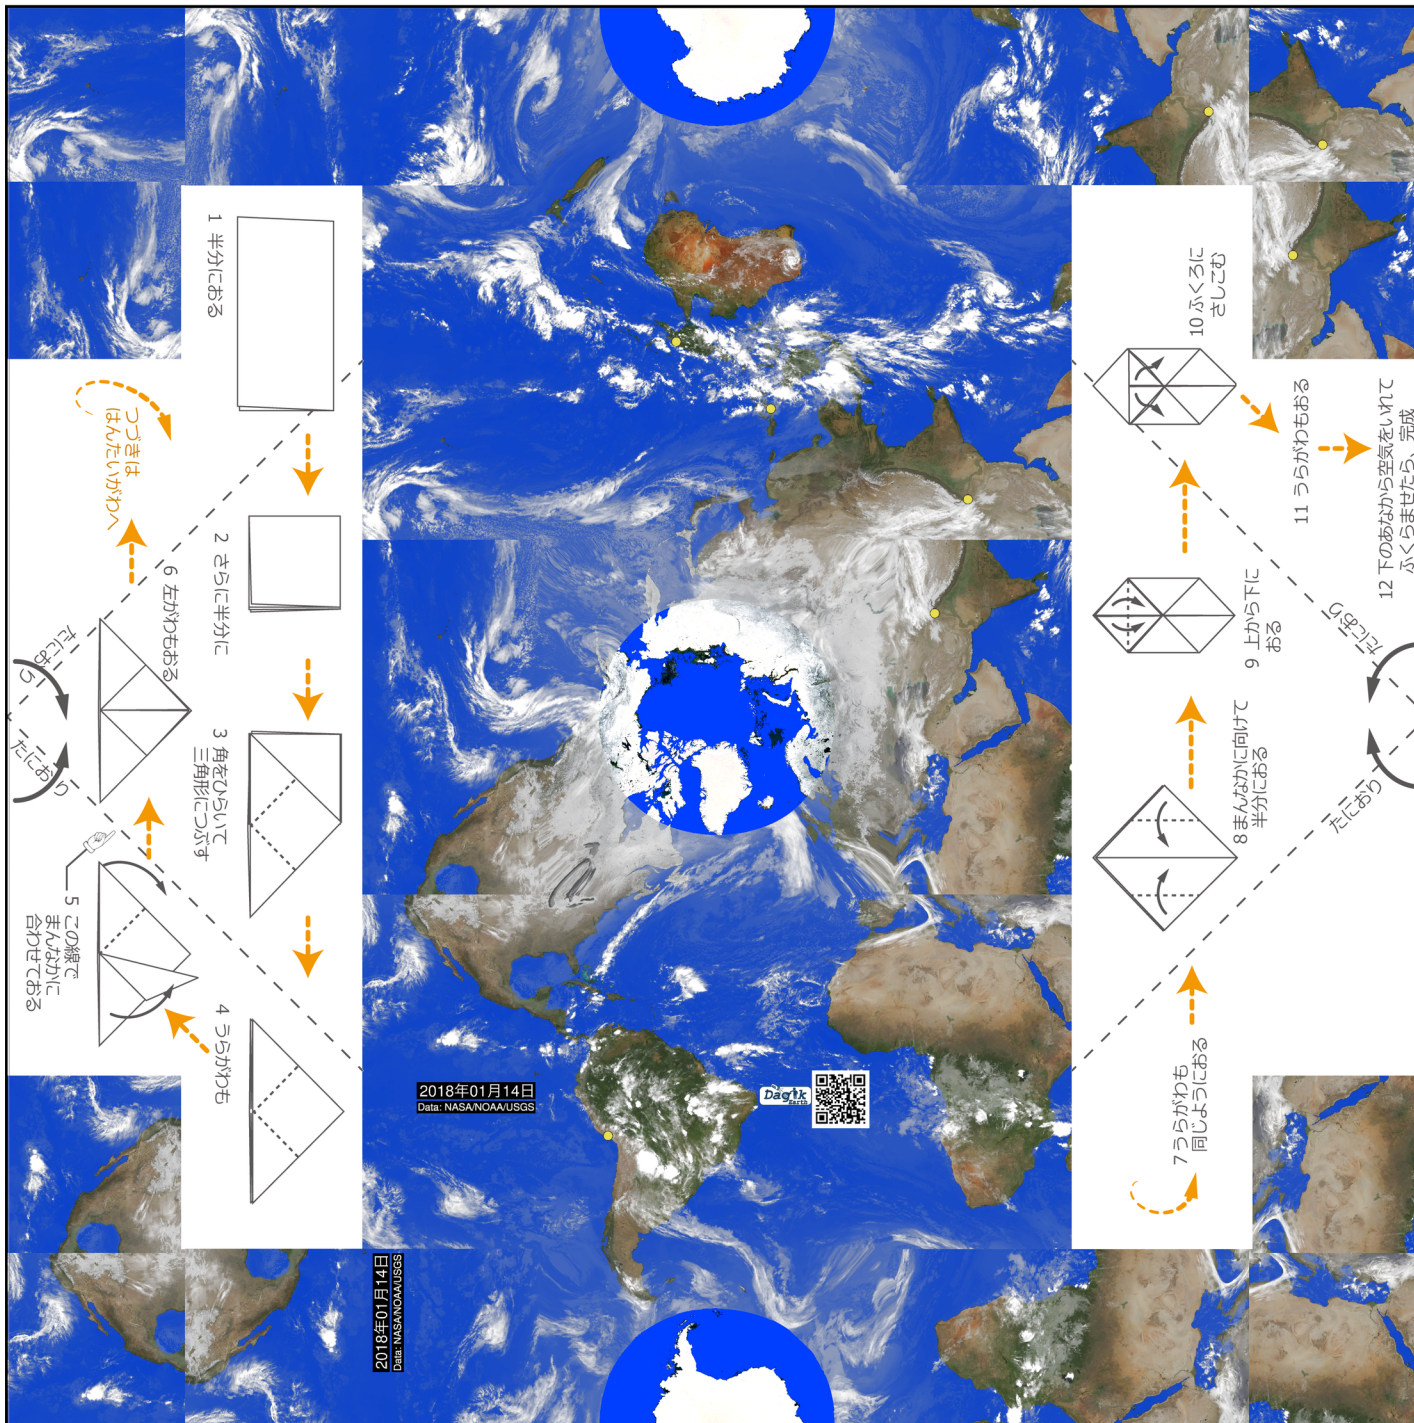 1 半分におる
2 さらに半分に
3 角をひらいて
三角形につぶす
4 うらがわも
5 この線で
まんなかに
合わせておる
6 左がわもおる
つづきは
はんたいがわへ
たにおり
たにおり
7 うらがわも
同じようにおる
8 まんなかに向けて
半分におる
9 上から下に
おる
10 ふくろに
さしこむ
11 うらがわもおる
12 下のあなから空気をいれて
ふくらませたら、完成
たにおり
たにおり
2018年01月14日
Data: NASA/NOAA/USGS
Dagik
Earth
2018年01月14日
Data: NASA/NOAA/USGS